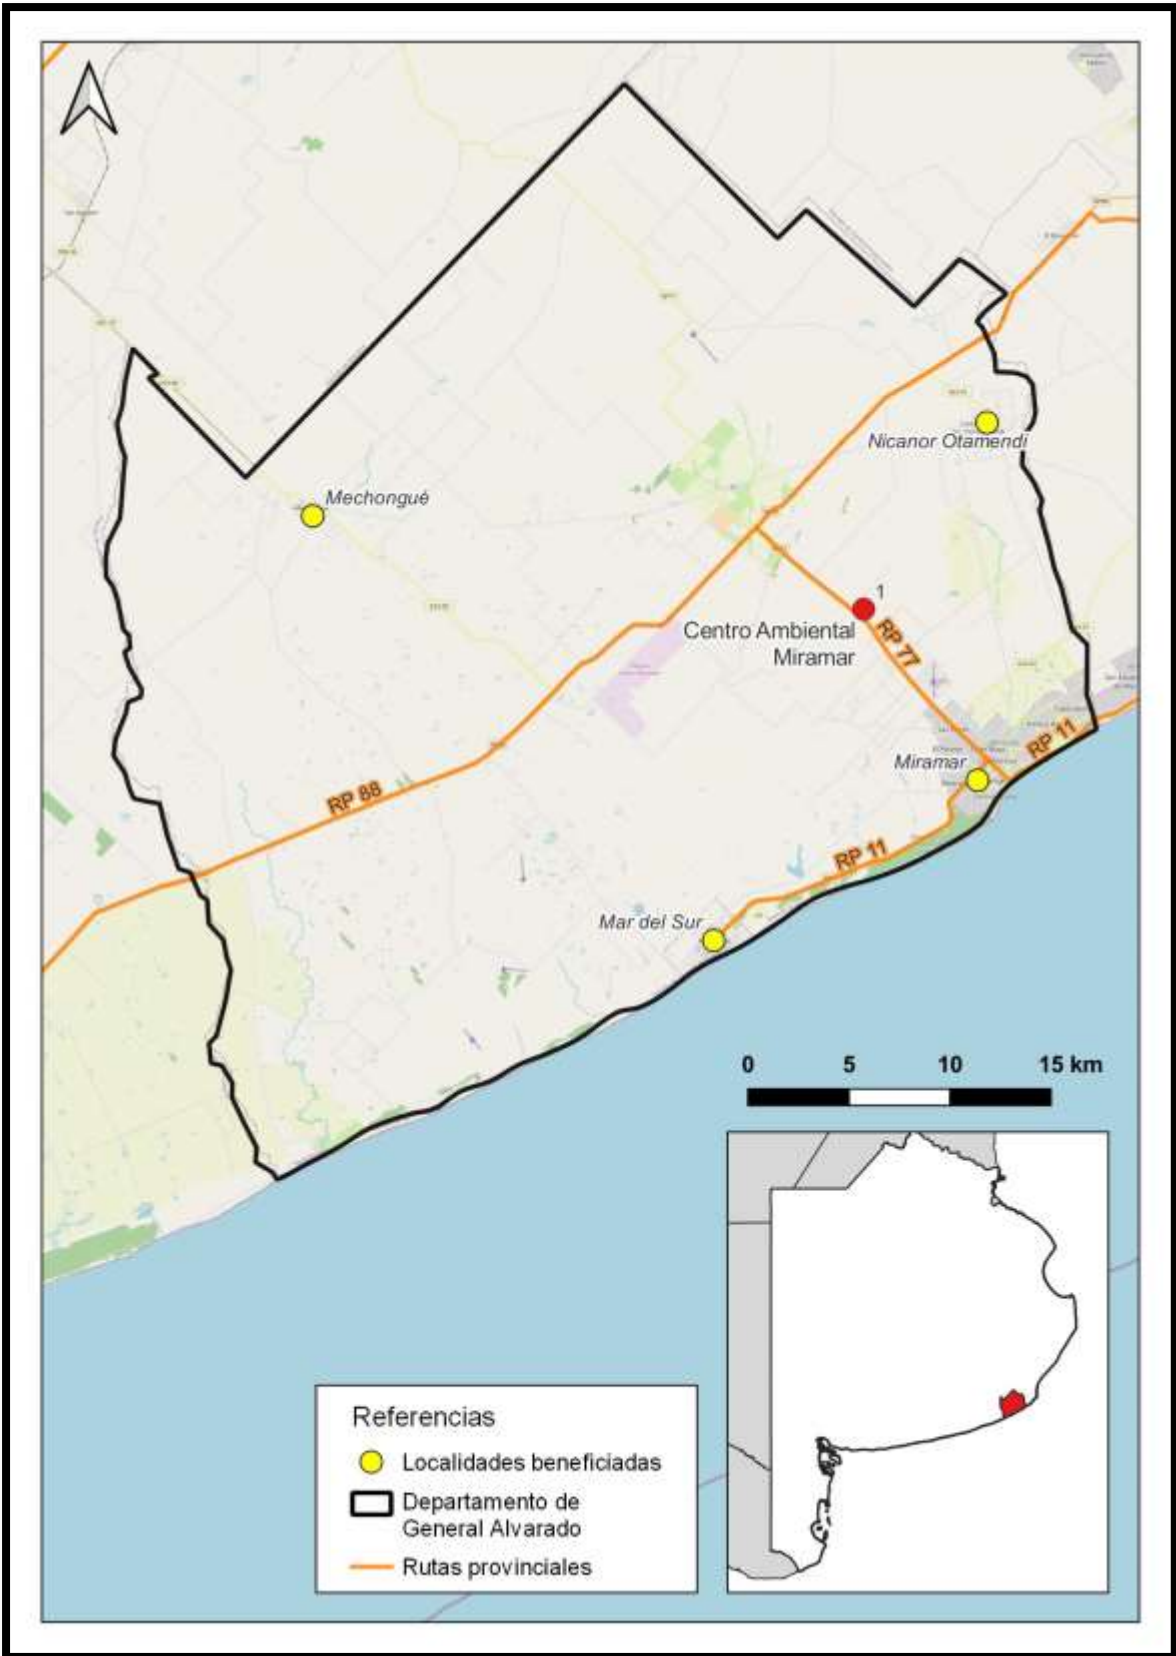 Nicanor Otamendi
Mechongué
1
Centro Ambiental
Miramar
RP 77
RP 11
Miramar
RP 88
RP 11
Mar del Sur
0 5 10 15 km
Referencias
Localidades beneficiadas
Departamento de
General Alvarado
Rutas provinciales